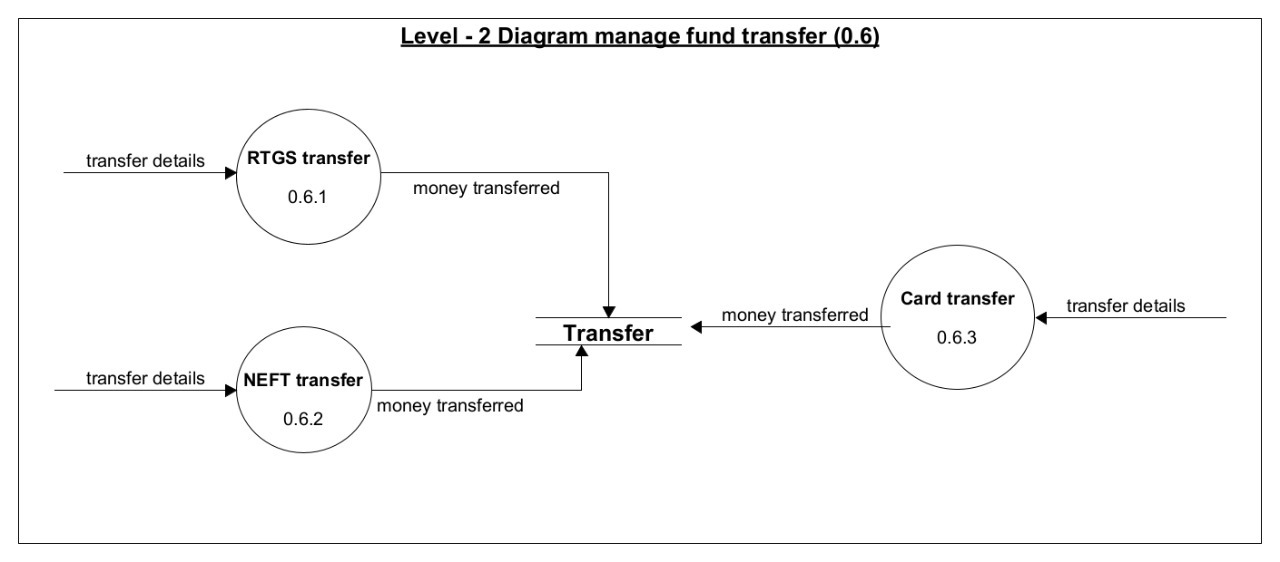 Level - 2 Diagram manage fund transfer (0.6)
transfer details
RTGS transfer
0.6.1
money transferred
Card transfer
0.6.3
transfer details
money transferred
Transfer
transfer details
NEFT transfer
0.6.2
money transferred